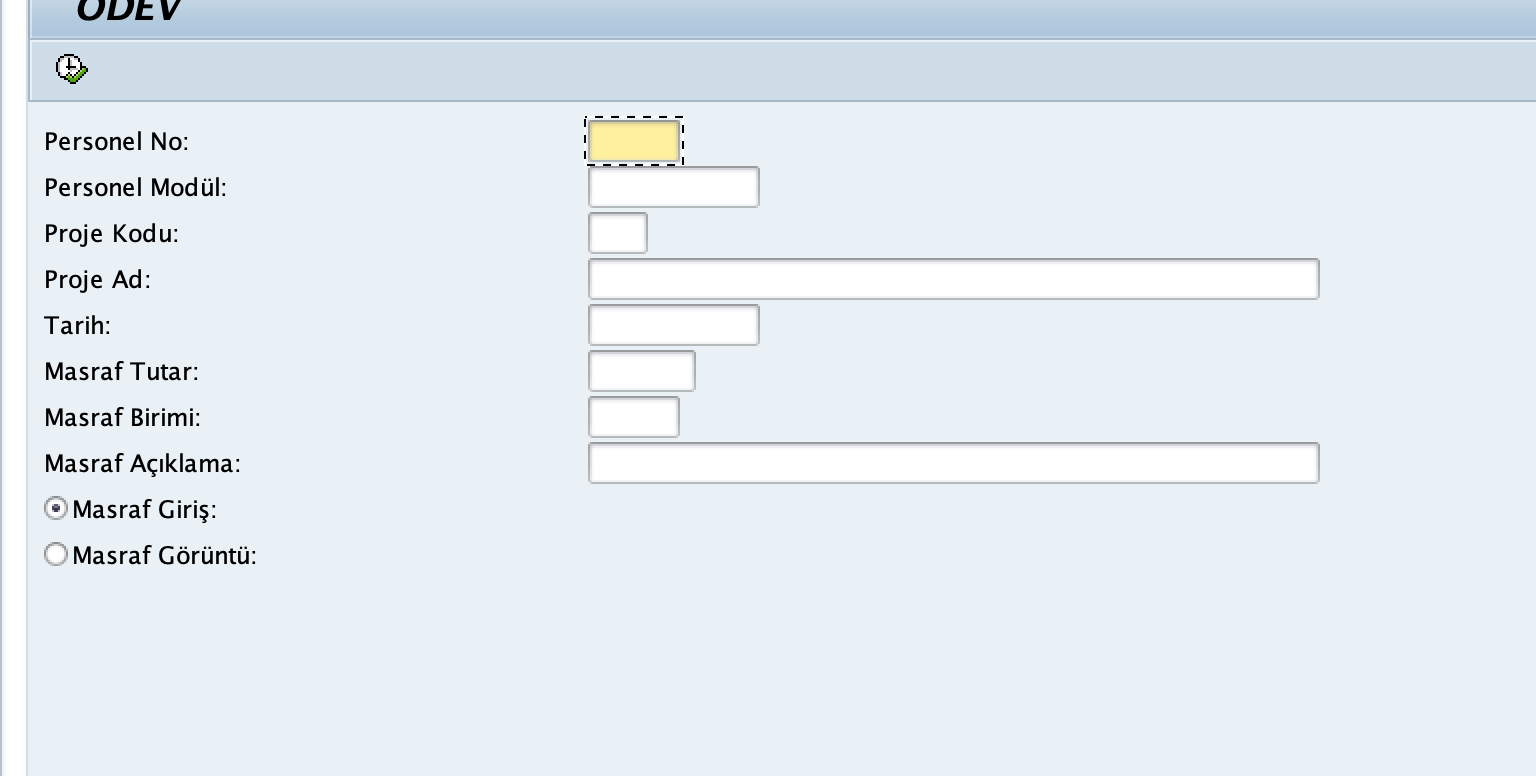 ÖDEV
Personel No:
Personel Modül:
Proje Kodu:
Proje Ad:
Tarih:
Masraf Tutar:
Masraf Birimi:
Masraf Açıklama:
Masraf Giriş:
Masraf Görüntü: